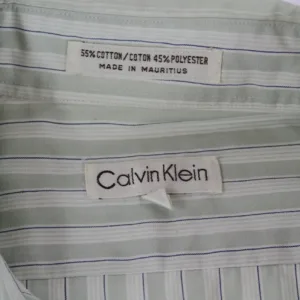 55% COTTON/COTON 45% POLYESTER
MADE IN MAURITIUS
Calvin Klein